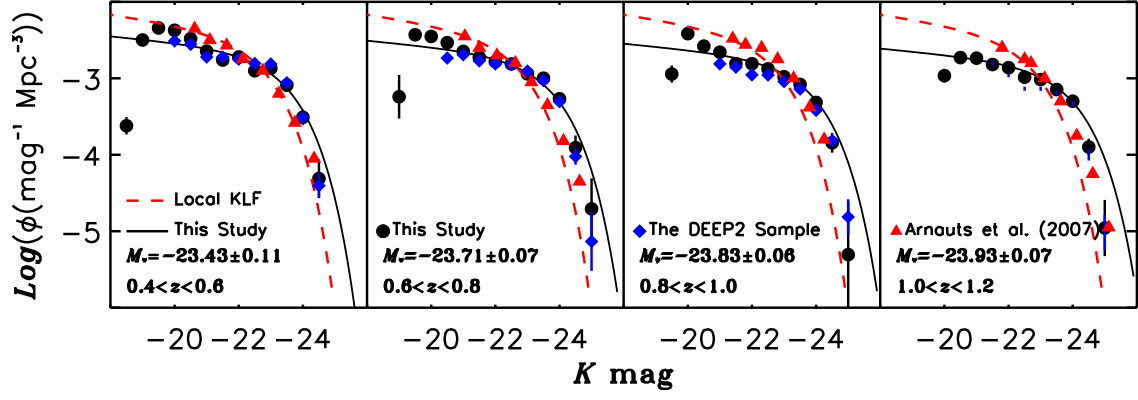 Log(ϕ(mag⁻¹ Mpc⁻³))
−3
−4
−5
Local KLF
This Study
M*=−23.43±0.11
0.4<z<0.6
This Study
M*=−23.71±0.07
0.6<z<0.8
The DEEP2 Sample
M*=−23.83±0.06
0.8<z<1.0
Arnouts et al. (2007)
M*=−23.93±0.07
1.0<z<1.2
−20 −22 −24 −20 −22 −24 −20 −22 −24 −20 −22 −24
K mag